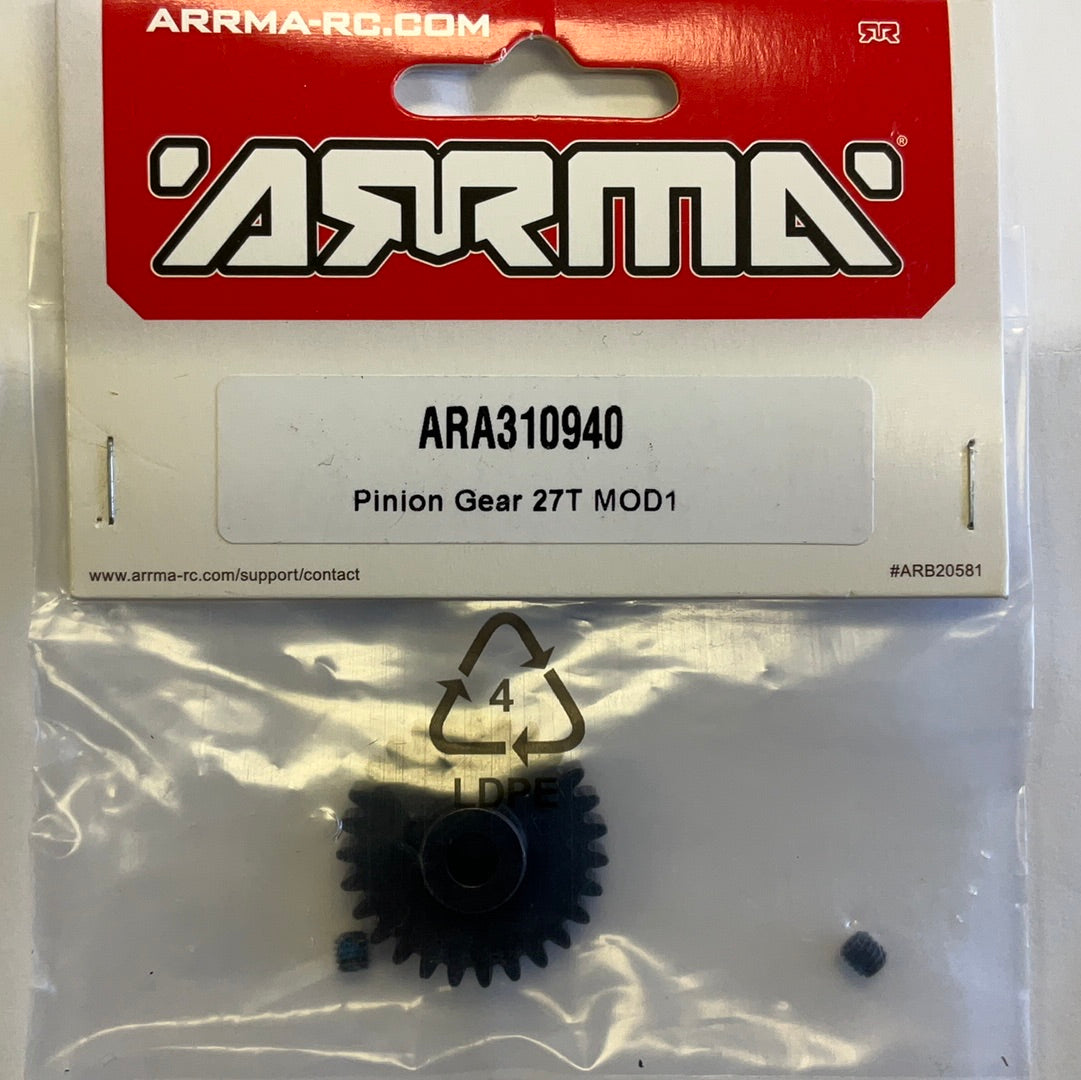 ARRMA-RC.COM
ARRMA®
ARA310940
Pinion Gear 27T MOD1
www.arrma-rc.com/support/contact
#ARB20581
4
LDPE